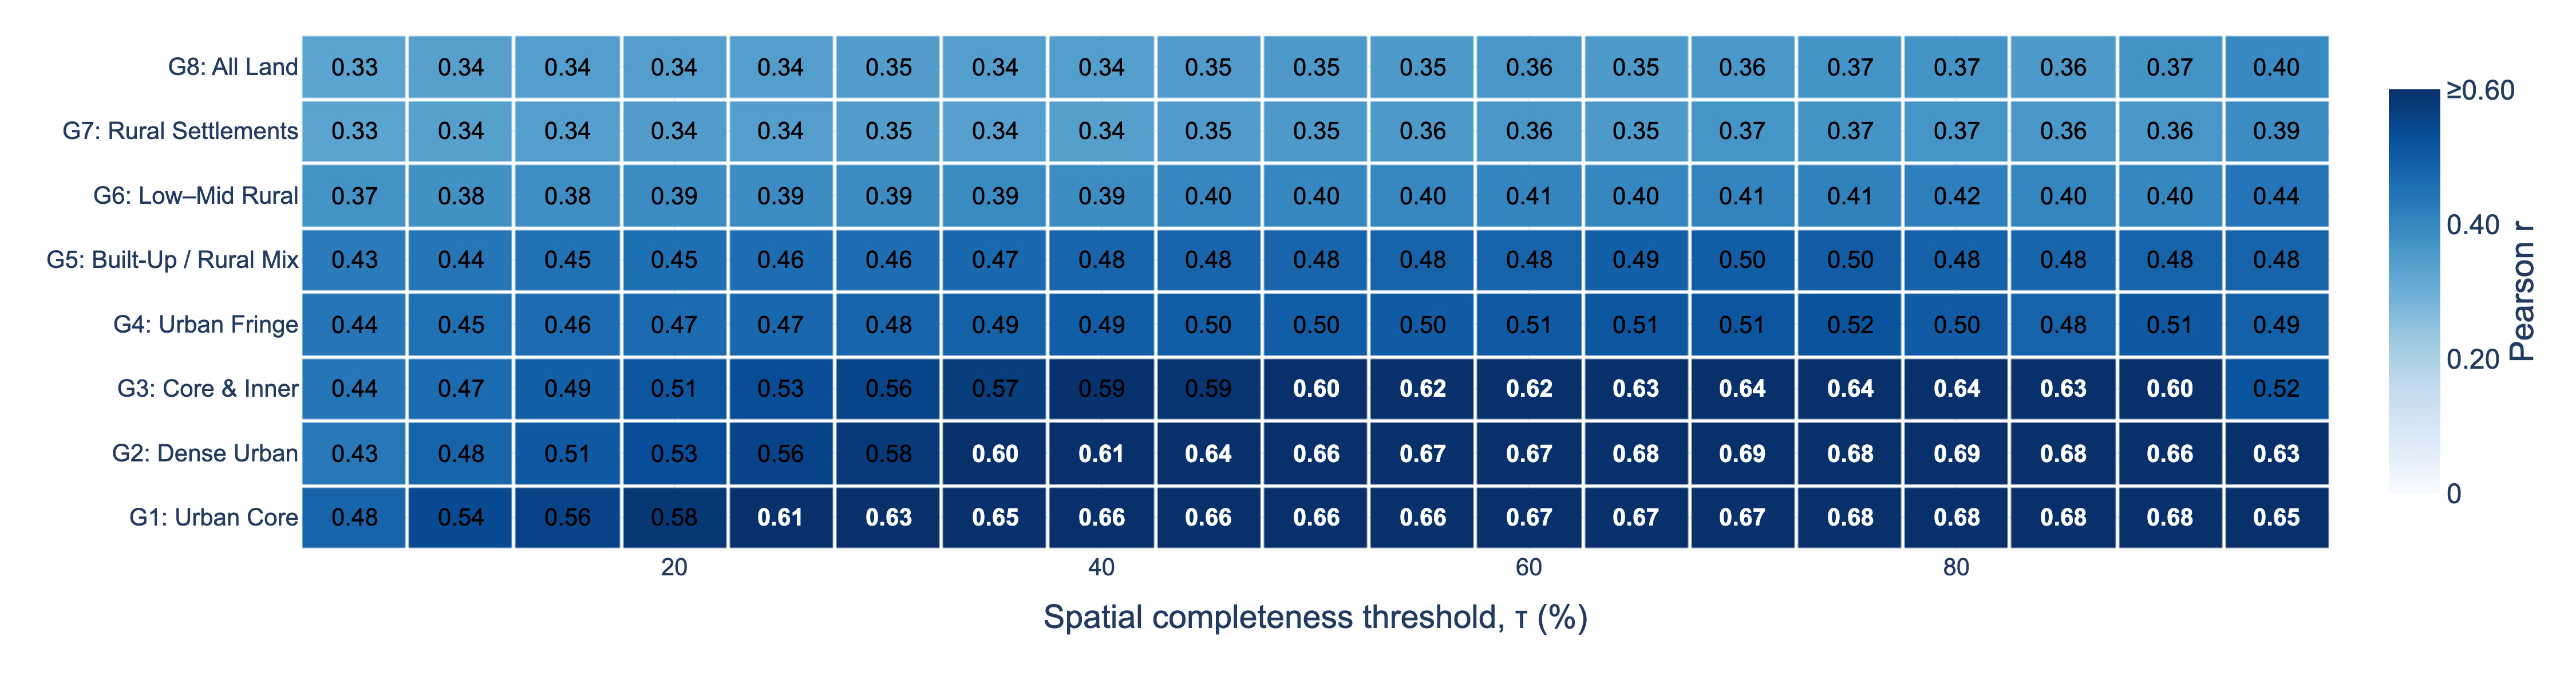 G8: All Land 0.33 0.34 0.34 0.34 0.34 0.35 0.34 0.34 0.35 0.35 0.35 0.36 0.35 0.36 0.37 0.37 0.36 0.37 0.40
G7: Rural Settlements 0.33 0.34 0.34 0.34 0.34 0.35 0.34 0.34 0.35 0.35 0.36 0.36 0.35 0.37 0.37 0.37 0.36 0.36 0.39
G6: Low–Mid Rural 0.37 0.38 0.38 0.39 0.39 0.39 0.39 0.39 0.40 0.40 0.40 0.41 0.40 0.41 0.41 0.42 0.40 0.40 0.44
G5: Built-Up / Rural Mix 0.43 0.44 0.45 0.45 0.46 0.46 0.47 0.48 0.48 0.48 0.48 0.48 0.49 0.50 0.50 0.48 0.48 0.48 0.48
G4: Urban Fringe 0.44 0.45 0.46 0.47 0.47 0.48 0.49 0.49 0.50 0.50 0.50 0.51 0.51 0.51 0.52 0.50 0.48 0.51 0.49
G3: Core & Inner 0.44 0.47 0.49 0.51 0.53 0.56 0.57 0.59 0.59 0.60 0.62 0.62 0.63 0.64 0.64 0.64 0.63 0.60 0.52
G2: Dense Urban 0.43 0.48 0.51 0.53 0.56 0.58 0.60 0.61 0.64 0.66 0.67 0.67 0.68 0.69 0.68 0.69 0.68 0.66 0.63
G1: Urban Core 0.48 0.54 0.56 0.58 0.61 0.63 0.65 0.66 0.66 0.66 0.66 0.67 0.67 0.67 0.68 0.68 0.68 0.68 0.65
20 40 60 80
Spatial completeness threshold, τ (%)
≥0.60
0.40
0.20
0
Pearson r